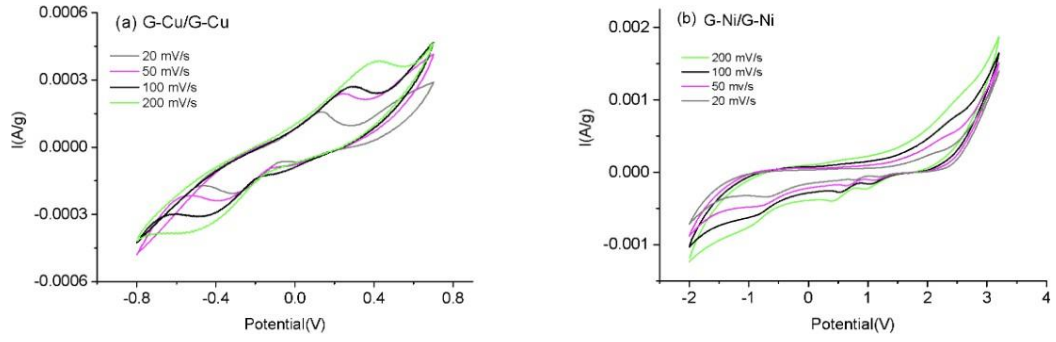 (a) G-Cu/G-Cu
20 mV/s
50 mV/s
100 mV/s
200 mV/s
I(A/g)
0.0006
0.0003
0.0000
-0.0003
-0.0006
-0.8
-0.4
0.0
0.4
0.8
Potential(V)
(b) G-Ni/G-Ni
200 mV/s
100 mV/s
50 mv/s
20 mV/s
I(A/g)
0.002
0.001
0.000
-0.001
-2
-1
0
1
2
3
4
Potential(V)